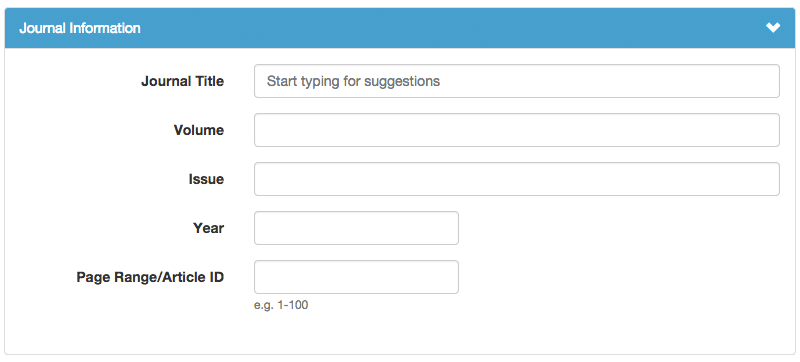 Journal Information
Journal Title
Start typing for suggestions
Volume
Issue
Year
Page Range/Article ID
e.g. 1-100